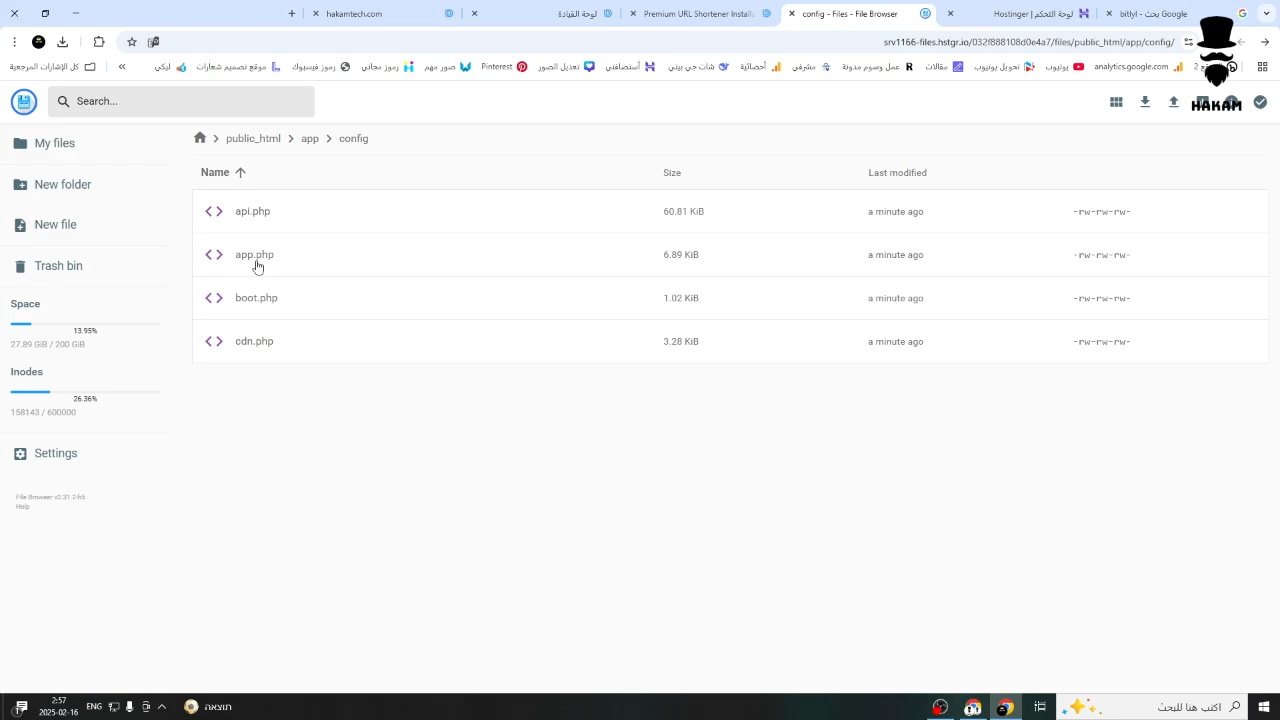 hakamtech.com
لوحة القيادة
Premium URL Shortener Installa
config - Files - File Browser
Hostinger | لوحة التحكم
bitlyl - بحث Google
srv1166-files.hstgr.io/032f888108d0e4a7/files/public_html/app/config/
كل الإشارات المرجعية
ليكي
موقع تصميم شعارات
رموز فيسبوك
رموز مجاني
صور مهم
Pinterest
تعديل الصور
أستضافني
شات جي بيتي
أحصائية
مشرفي
عمل وسوم مدونة
مقالات
تحويل يوتيوب
يوتيوب
analytics.google.com
HAKAM
Search...
My files
New folder
New file
Trash bin
Space
13.95%
27.89 GiB / 200 GiB
Inodes
26.36%
158143 / 600000
Settings
File Browser v2.31.2-h5
Help
public_html > app > config
Name Size Last modified
api.php 60.81 KiB a minute ago -rw-rw-rw-
app.php 6.89 KiB a minute ago -rw-rw-rw-
boot.php 1.02 KiB a minute ago -rw-rw-rw-
cdn.php 3.28 KiB a minute ago -rw-rw-rw-
2:57
2025-02-16
ENG
תוצאה
اكتب هنا للبحث